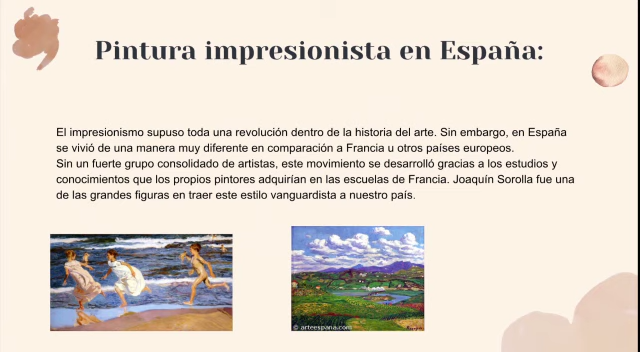 Pintura impresionista en España:
El impresionismo supuso toda una revolución dentro de la historia del arte. Sin embargo, en España
se vivió de una manera muy diferente en comparación a Francia u otros países europeos.
Sin un fuerte grupo consolidado de artistas, este movimiento se desarrolló gracias a los estudios y
conocimientos que los propios pintores adquirían en las escuelas de Francia. Joaquín Sorolla fue una
de las grandes figuras en traer este estilo vanguardista a nuestro país.
© arteespana.com